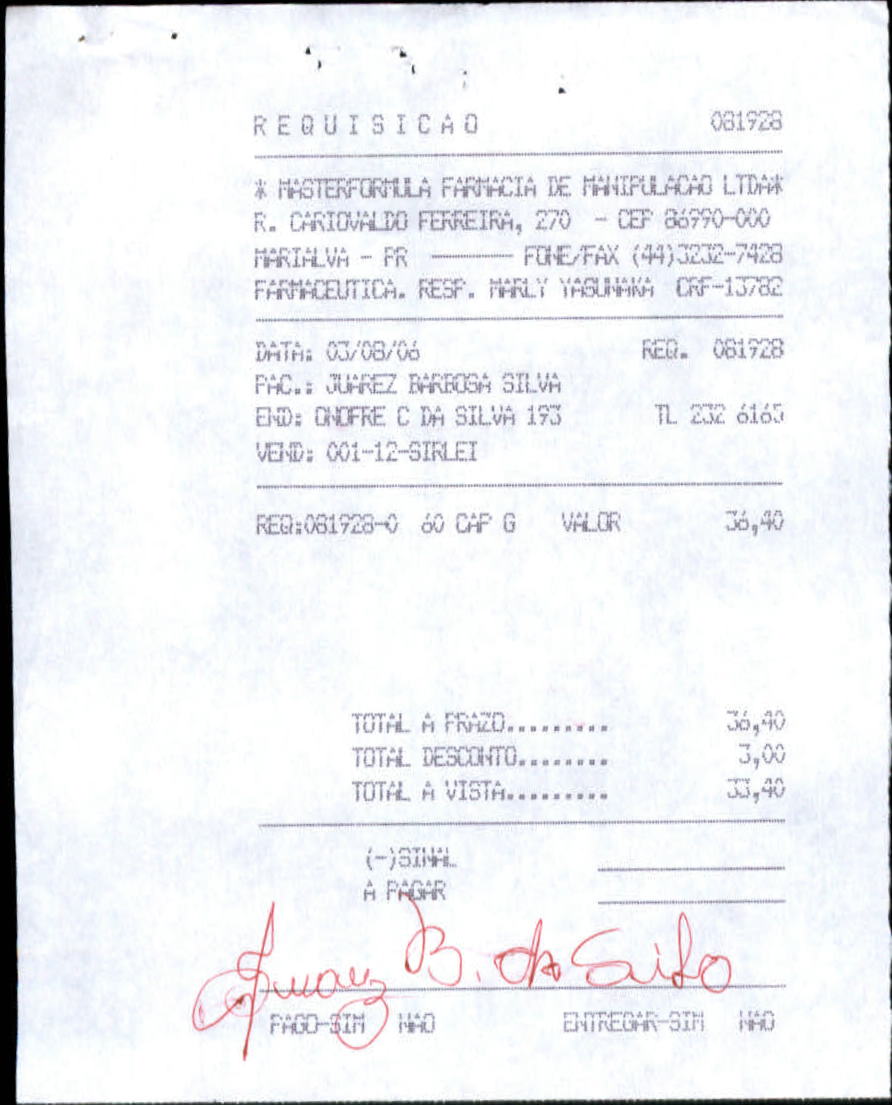 REQUISICAO 081928
* MASTERFORMULA FARMACIA DE MANIPULACAO LTDA*
R. CARIOVALDO FERREIRA, 270 - CEP 86990-000
MARIALVA - PR ——— FONE/FAX (44)3232-7428
FARMACEUTICA. RESP. MARLY YASUNAKA CRF-13782
DATA: 03/08/06 REQ. 081928
PAC.: JUAREZ BARBOSA SILVA
END: ONOFRE C DA SILVA 193 TL 232 6165
VEND: 001-12-SIRLEI
REQ:081928-0 60 CAP G VALOR 36,40
TOTAL A PRAZO......... 36,40
TOTAL DESCONTO........ 3,00
TOTAL A VISTA......... 33,40
(-)SINAL
A PAGAR
Juarez B. da Silva
PAGO-SIM NAO ENTREGAR-SIM NAO